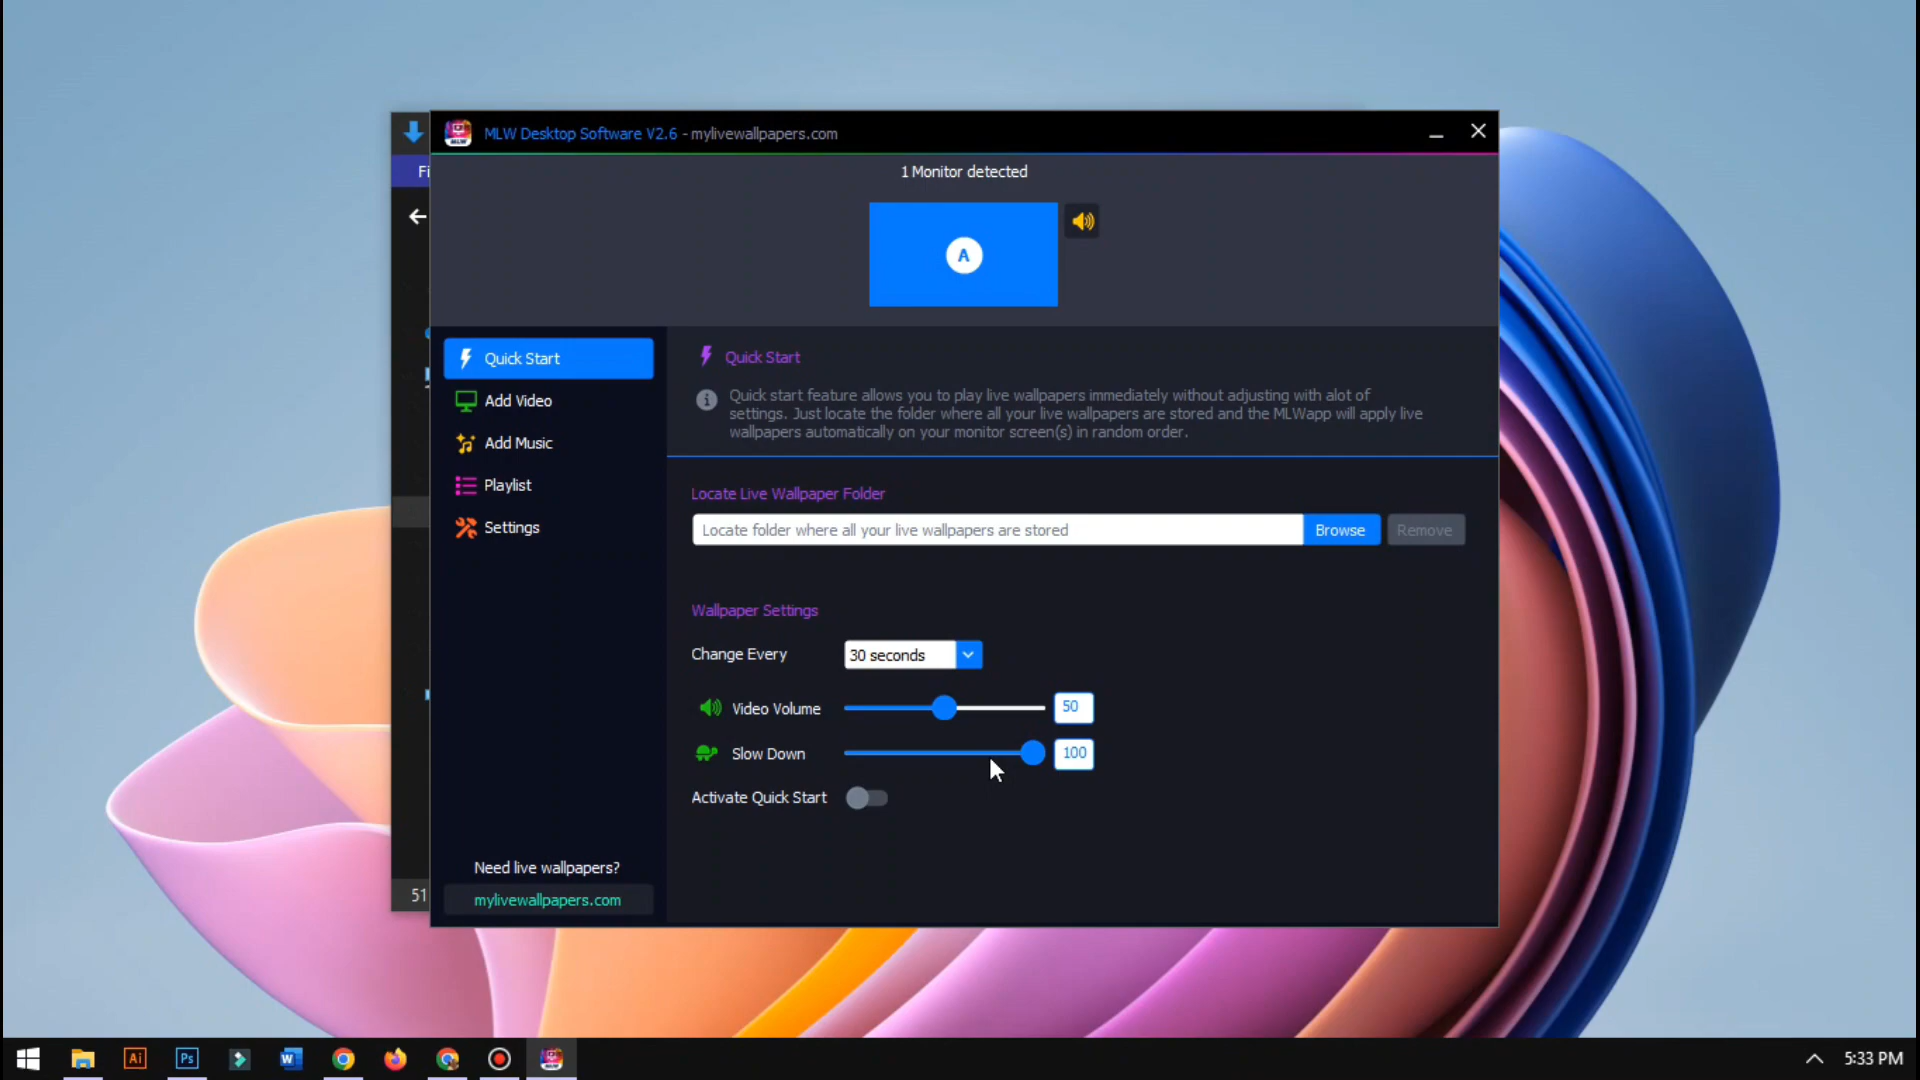 MLW Desktop Software V2.6 - mylivewallpapers.com
Fi
1 Monitor detected
A
Quick Start
Add Video
Add Music
Playlist
Settings
Quick Start
Quick start feature allows you to play live wallpapers immediately without adjusting with alot of
settings. Just locate the folder where all your live wallpapers are stored and the MLWapp will apply live
wallpapers automatically on your monitor screen(s) in random order.
Locate Live Wallpaper Folder
Locate folder where all your live wallpapers are stored
Browse
Remove
Wallpaper Settings
Change Every
30 seconds
Video Volume
50
Slow Down
100
Activate Quick Start
Need live wallpapers?
mylivewallpapers.com
51
Ai
Ps
W
MLW
5:33 PM